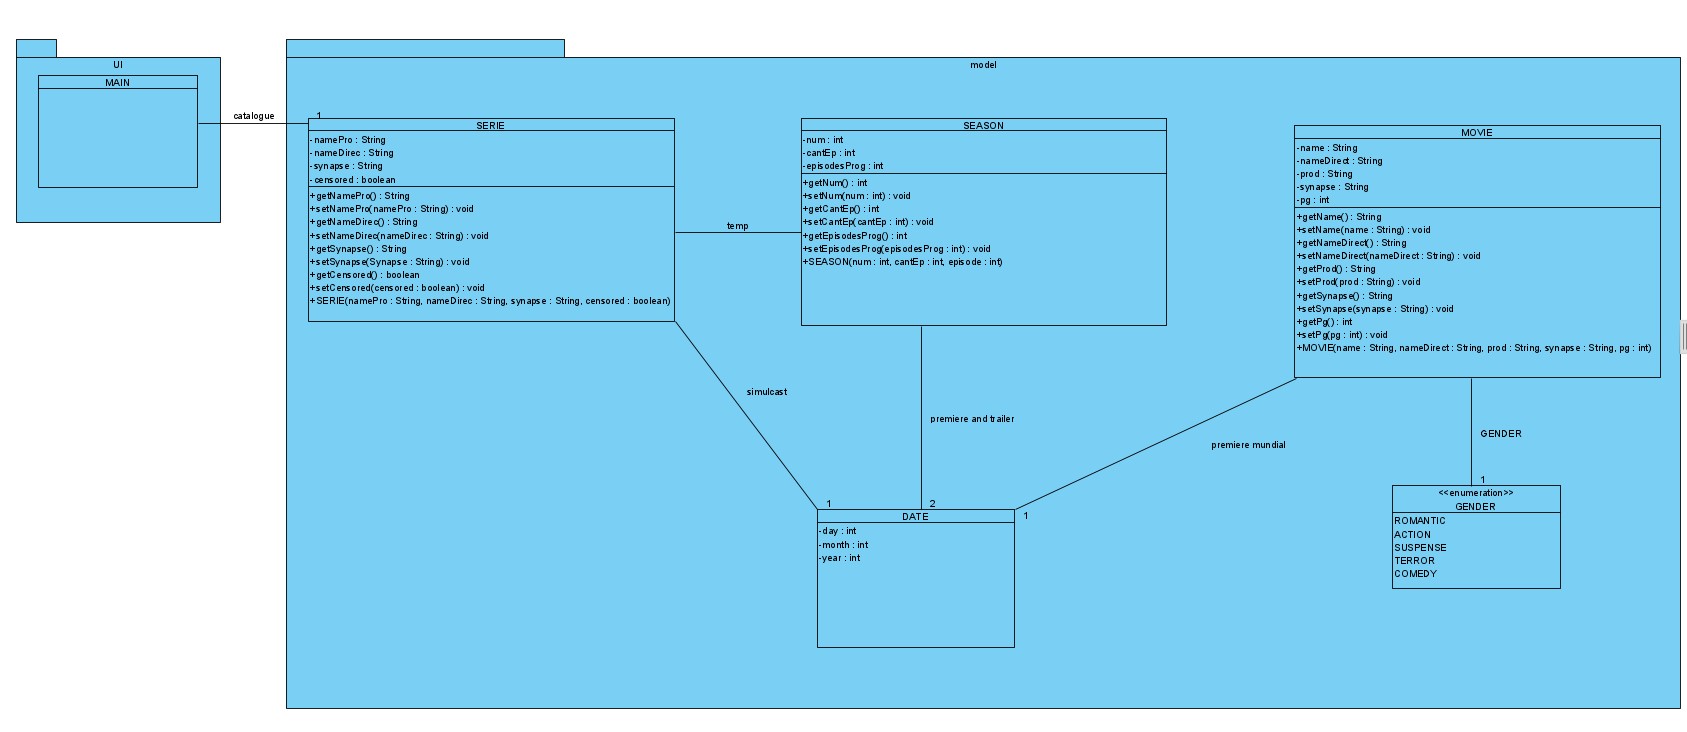 UI
MAIN
catalogue
model
1
SERIE
-namePro : String
-nameDirec : String
-synapse : String
-censored : boolean
+getNamePro() : String
+setNamePro(namePro : String) : void
+getNameDirec() : String
+setNameDirec(nameDirec : String) : void
+getSynapse() : String
+setSynapse(Synapse : String) : void
+getCensored() : boolean
+setCensored(censored : boolean) : void
+SERIE(namePro : String, nameDirec : String, synapse : String, censored : boolean)
temp
SEASON
-num : int
-cantEp : int
-episodesProg : int
+getNum() : int
+setNum(num : int) : void
+getCantEp() : int
+setCantEp(cantEp : int) : void
+getEpisodesProg() : int
+setEpisodesProg(episodesProg : int) : void
+SEASON(num : int, cantEp : int, episode : int)
MOVIE
-name : String
-nameDirect : String
-prod : String
-synapse : String
-pg : int
+getName() : String
+setName(name : String) : void
+getNameDirect() : String
+setNameDirect(nameDirect : String) : void
+getProd() : String
+setProd(prod : String) : void
+getSynapse() : String
+setSynapse(synapse : String) : void
+getPg() : int
+setPg(pg : int) : void
+MOVIE(name : String, nameDirect : String, prod : String, synapse : String, pg : int)
simulcast
premiere and trailer
premiere mundial
GENDER
1
2
1
DATE
-day : int
-month : int
-year : int
1
<<enumeration>>
GENDER
ROMANTIC
ACTION
SUSPENSE
TERROR
COMEDY